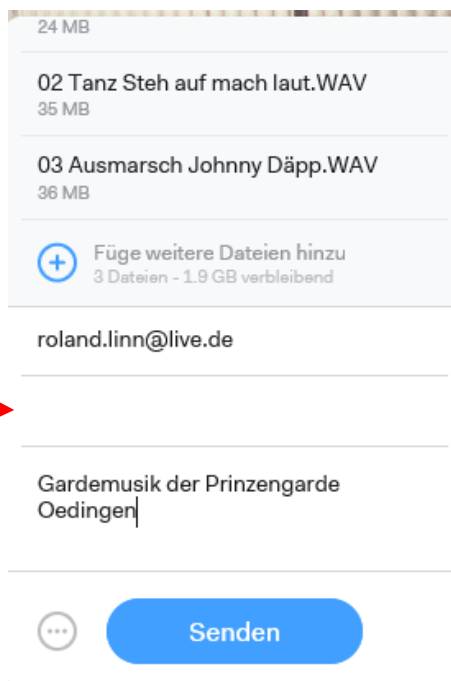 24 MB
02 Tanz Steh auf mach laut.WAV
35 MB
03 Ausmarsch Johnny Däpp.WAV
36 MB
Füge weitere Dateien hinzu
3 Dateien - 1.9 GB verbleibend
roland.linn@live.de
Gardemusik der Prinzengarde
Oedingen
Senden